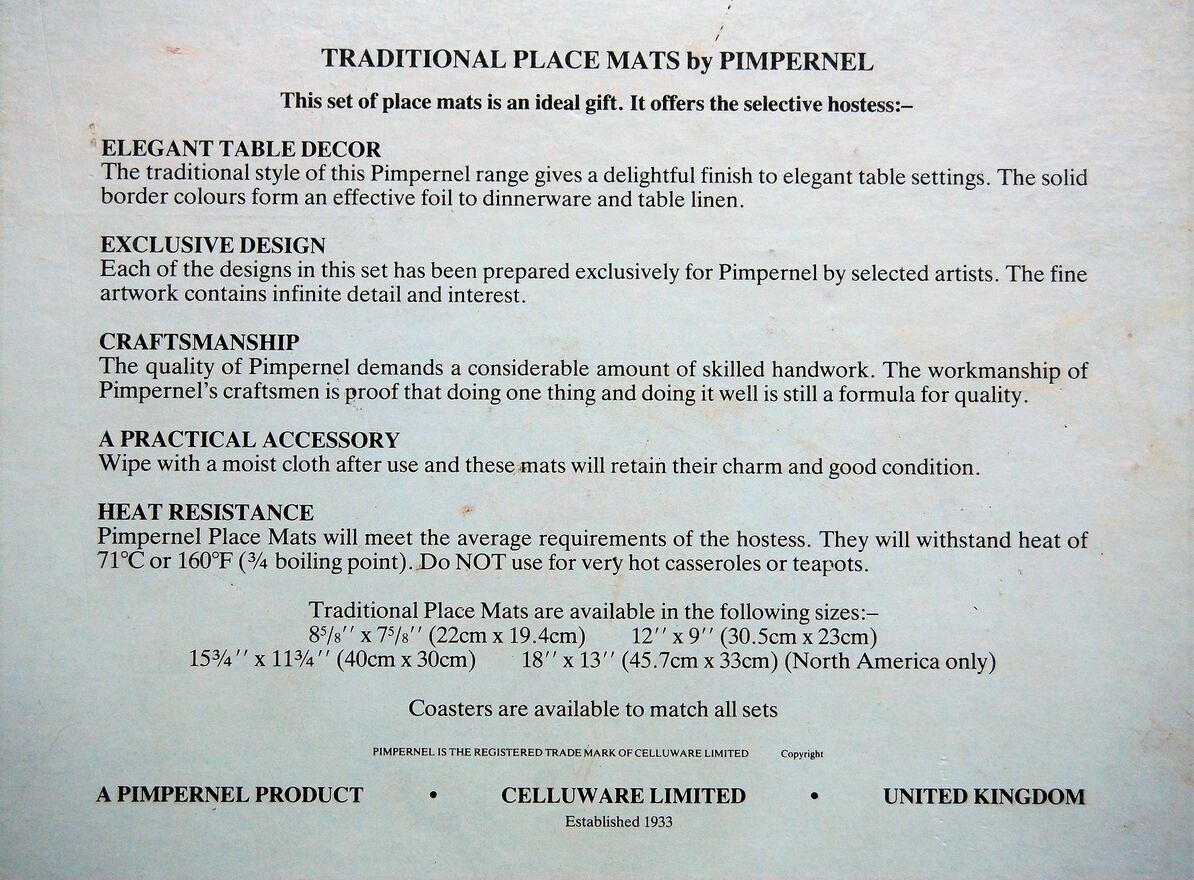 TRADITIONAL PLACE MATS by PIMPERNEL
This set of place mats is an ideal gift. It offers the selective hostess:–
ELEGANT TABLE DECOR
The traditional style of this Pimpernel range gives a delightful finish to elegant table settings. The solid
border colours form an effective foil to dinnerware and table linen.
EXCLUSIVE DESIGN
Each of the designs in this set has been prepared exclusively for Pimpernel by selected artists. The fine
artwork contains infinite detail and interest.
CRAFTSMANSHIP
The quality of Pimpernel demands a considerable amount of skilled handwork. The workmanship of
Pimpernel's craftsmen is proof that doing one thing and doing it well is still a formula for quality.
A PRACTICAL ACCESSORY
Wipe with a moist cloth after use and these mats will retain their charm and good condition.
HEAT RESISTANCE
Pimpernel Place Mats will meet the average requirements of the hostess. They will withstand heat of
71°C or 160°F (¾ boiling point). Do NOT use for very hot casseroles or teapots.
Traditional Place Mats are available in the following sizes:–
8⁵/₈′′ x 7⁵/₈′′ (22cm x 19.4cm) 12′′ x 9′′ (30.5cm x 23cm)
15¾′′ x 11¾′′ (40cm x 30cm) 18′′ x 13′′ (45.7cm x 33cm) (North America only)
Coasters are available to match all sets
PIMPERNEL IS THE REGISTERED TRADE MARK OF CELLUWARE LIMITED Copyright
A PIMPERNEL PRODUCT • CELLUWARE LIMITED • UNITED KINGDOM
Established 1933